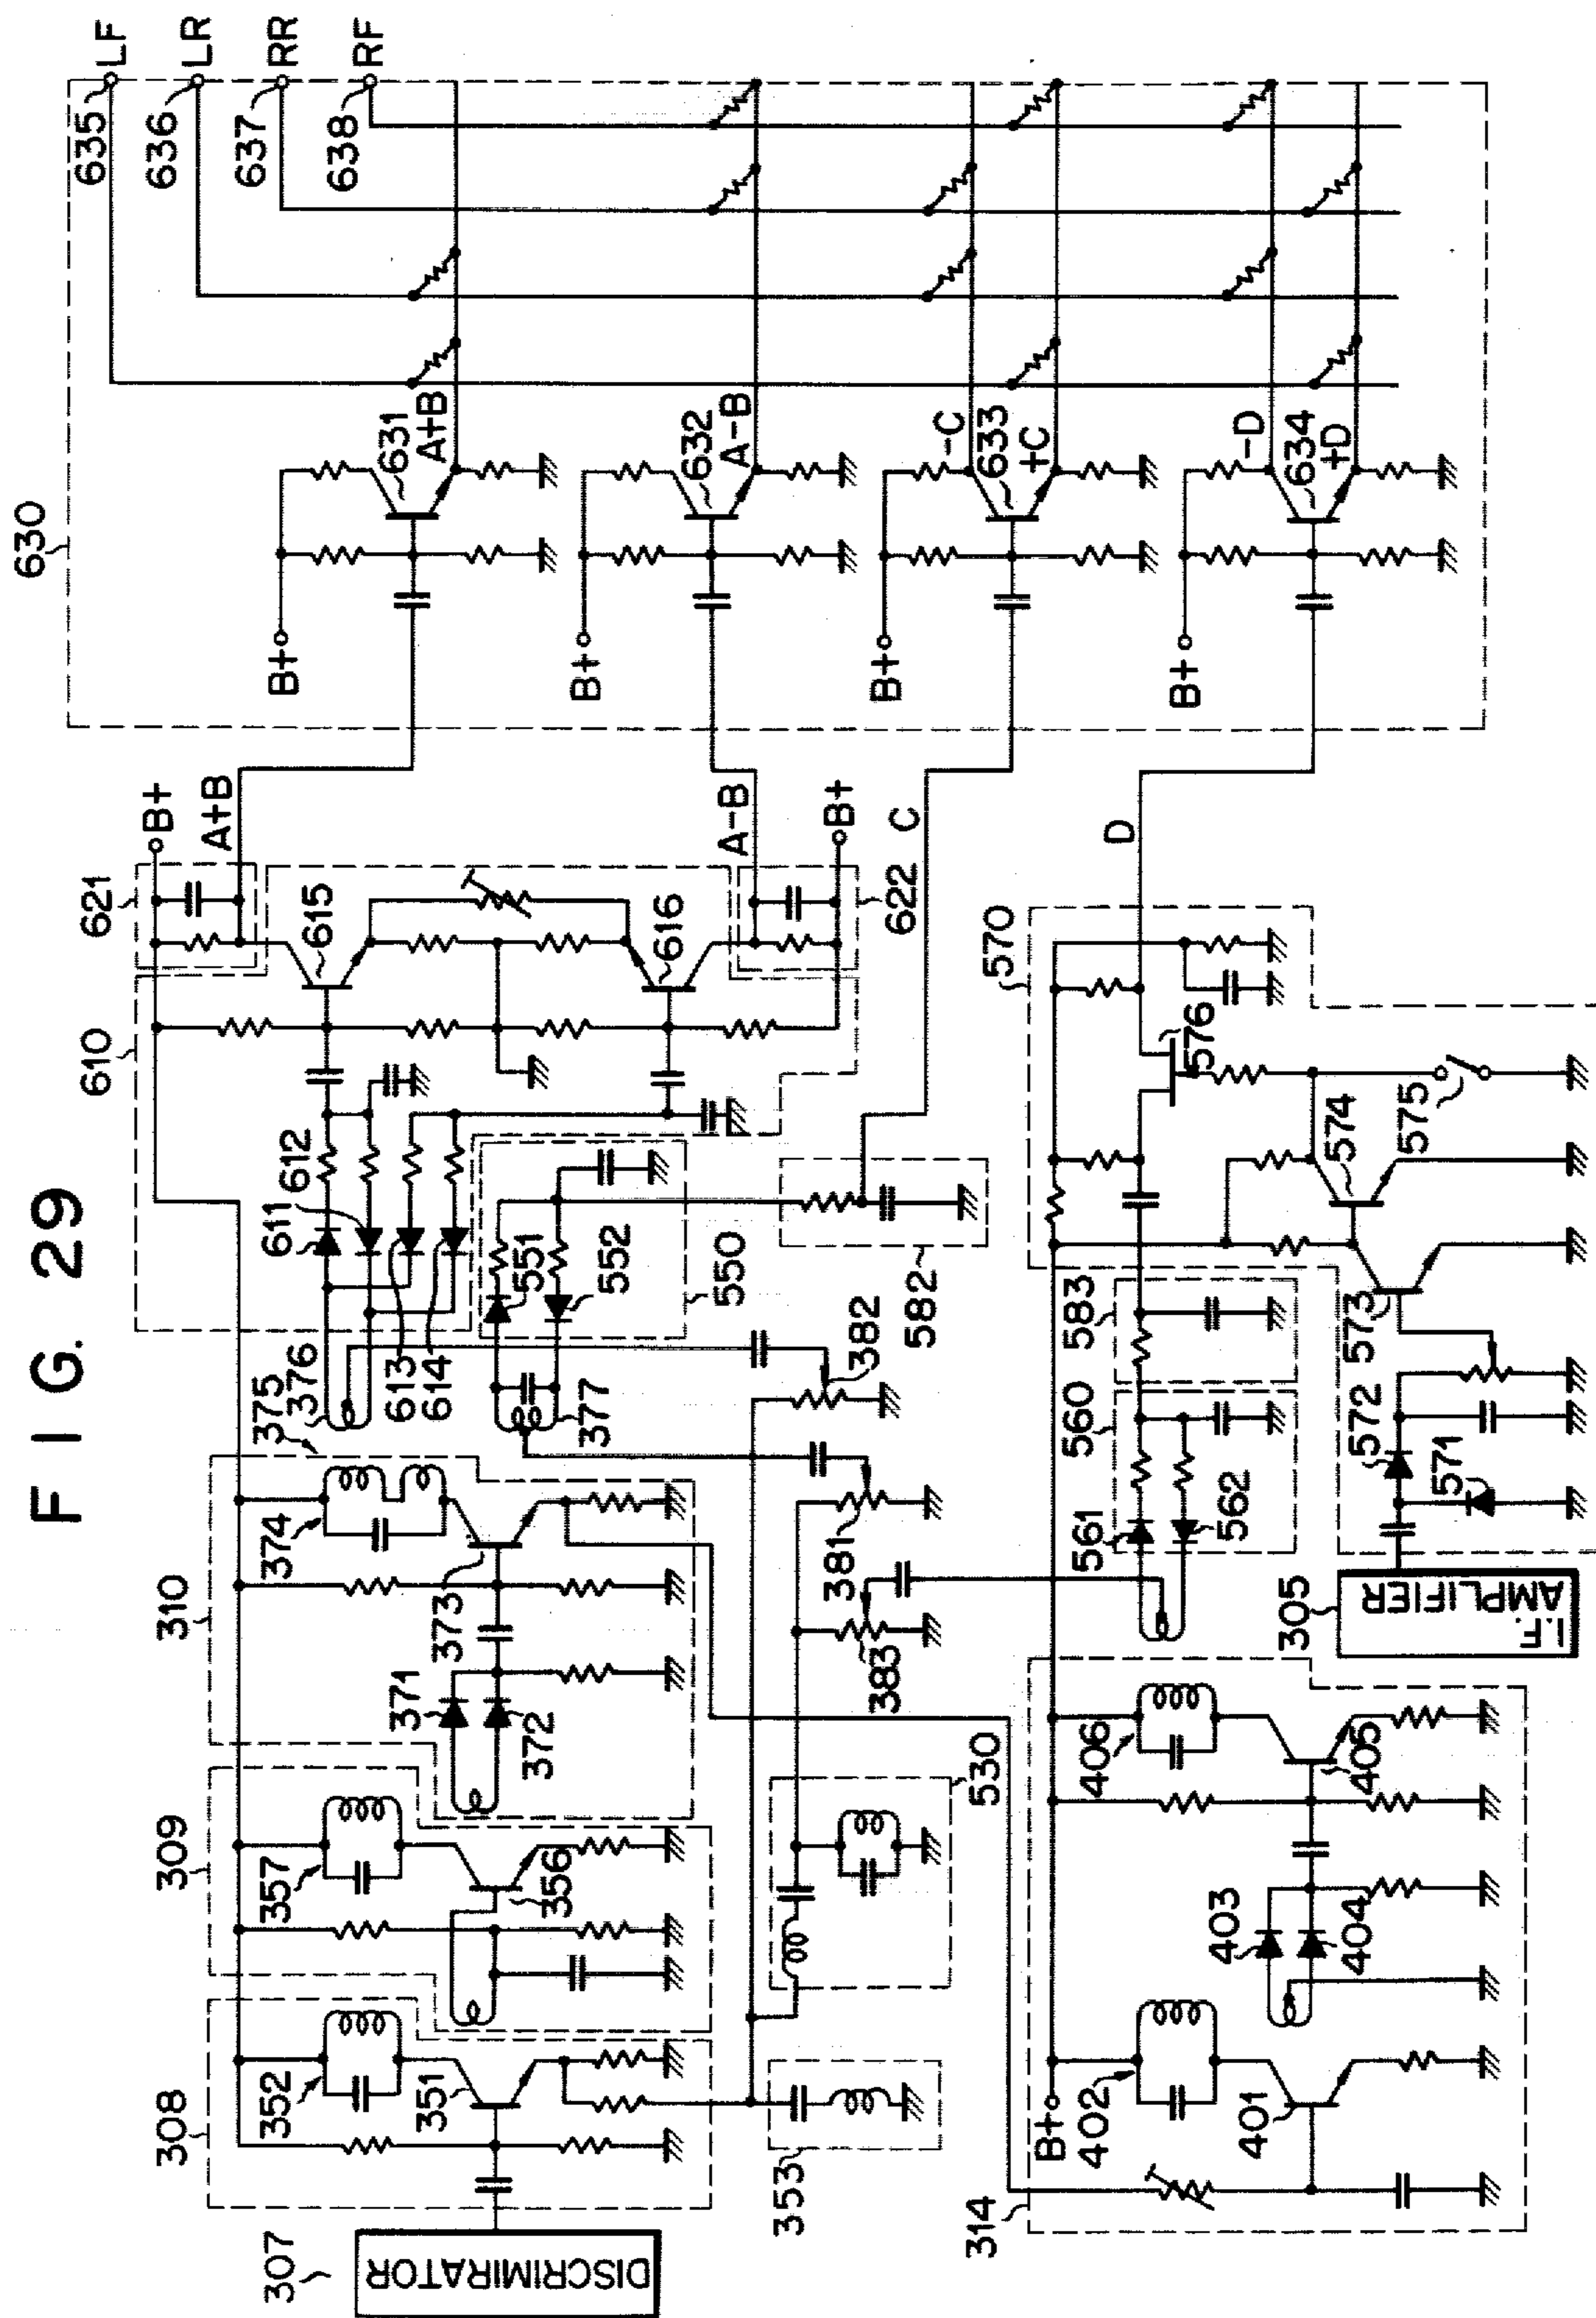 FIG. 29
630
635
LF
636
LR
637
RR
638
RF
B+
631
A+B
B+
632
A-B
B+
-C
633
+C
B+
-D
634
+D
621
B+
A+B
610
615
616
A-B
B+
622
C
D
611
612
613
614
551
552
550
582
375
376
377
382
381
383
310
374
373
371
372
309
357
356
308
352
351
307
DISCRIMIRATOR
353
530
570
576
574
575
583
573
560
572
571
561
562
305
I.F.
AMPLIFIER
314
B+
402
401
403
404
406
405